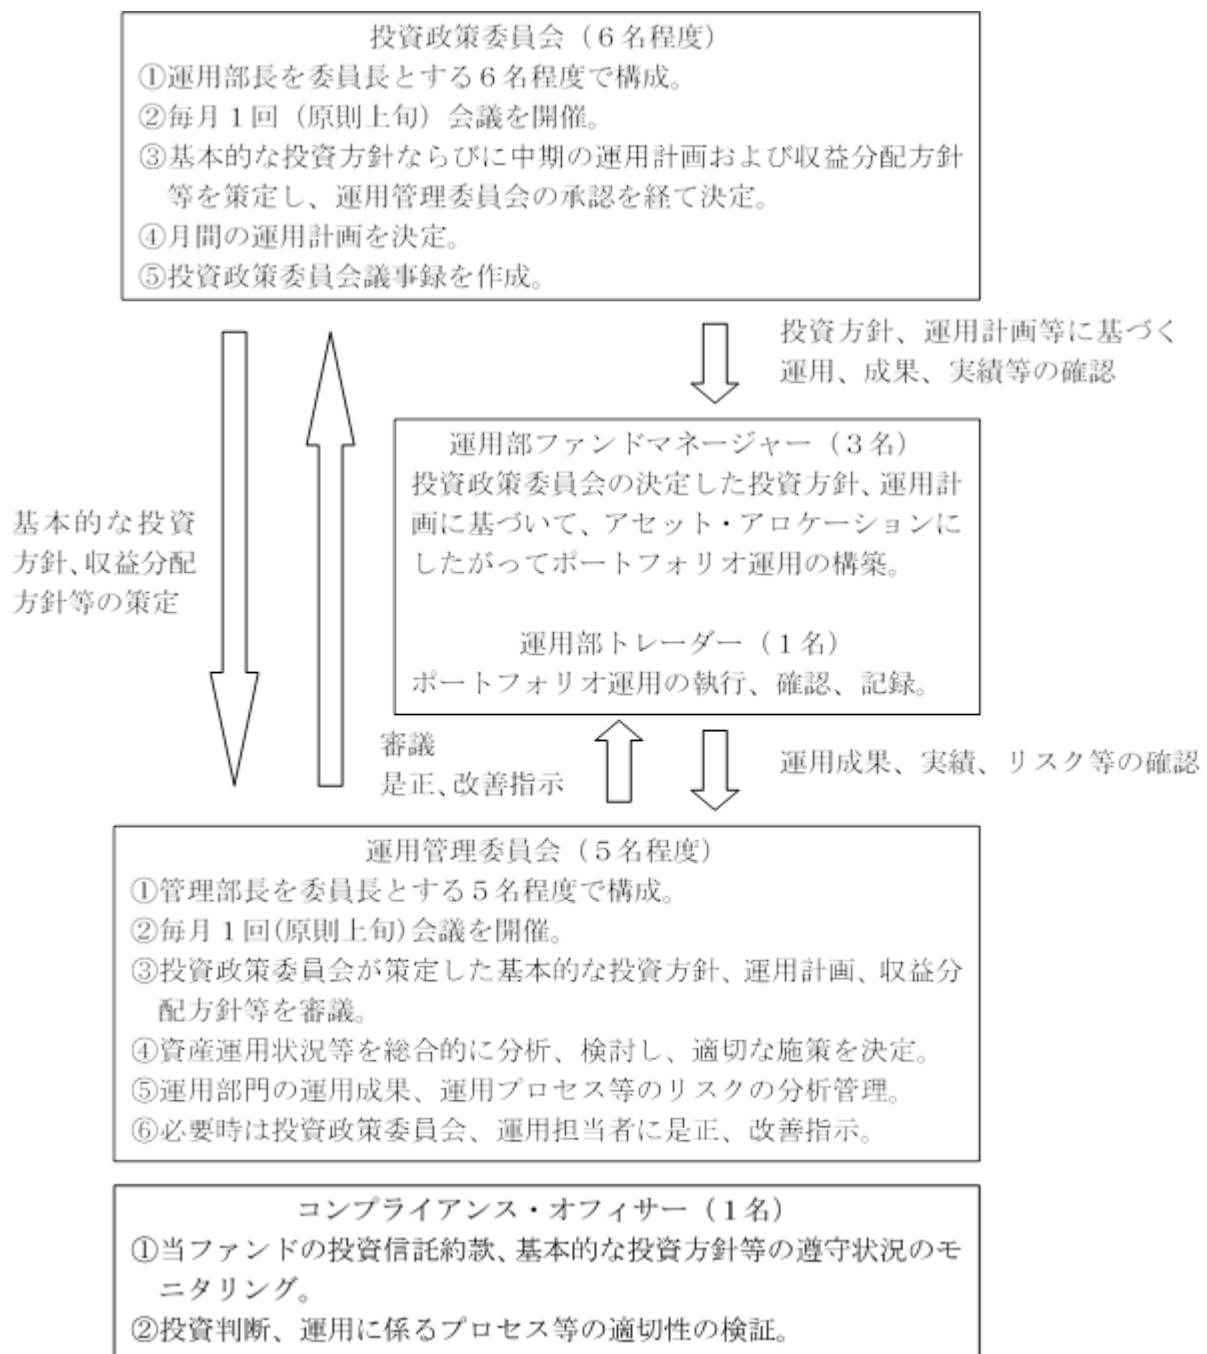 投資政策委員会（６名程度）
①運用部長を委員長とする６名程度で構成。
②毎月１回（原則上旬）会議を開催。
③基本的な投資方針ならびに中期の運用計画および収益分配方針
等を策定し、運用管理委員会の承認を経て決定。
④月間の運用計画を決定。
⑤投資政策委員会議事録を作成。
投資方針、運用計画等に基づく
運用、成果、実績等の確認
運用部ファンドマネージャー（３名）
投資政策委員会の決定した投資方針、運用計
画に基づいて、アセット・アロケーションに
したがってポートフォリオ運用の構築。
運用部トレーダー（１名）
ポートフォリオ運用の執行、確認、記録。
基本的な投資
方針、収益分配
方針等の策定
審議
是正、改善指示
運用成果、実績、リスク等の確認
運用管理委員会（５名程度）
①管理部長を委員長とする５名程度で構成。
②毎月１回(原則上旬)会議を開催。
③投資政策委員会が策定した基本的な投資方針、運用計画、収益分
配方針等を審議。
④資産運用状況等を総合的に分析、検討し、適切な施策を決定。
⑤運用部門の運用成果、運用プロセス等のリスクの分析管理。
⑥必要時は投資政策委員会、運用担当者に是正、改善指示。
コンプライアンス・オフィサー（１名）
①当ファンドの投資信託約款、基本的な投資方針等の遵守状況のモ
ニタリング。
②投資判断、運用に係るプロセス等の適切性の検証。